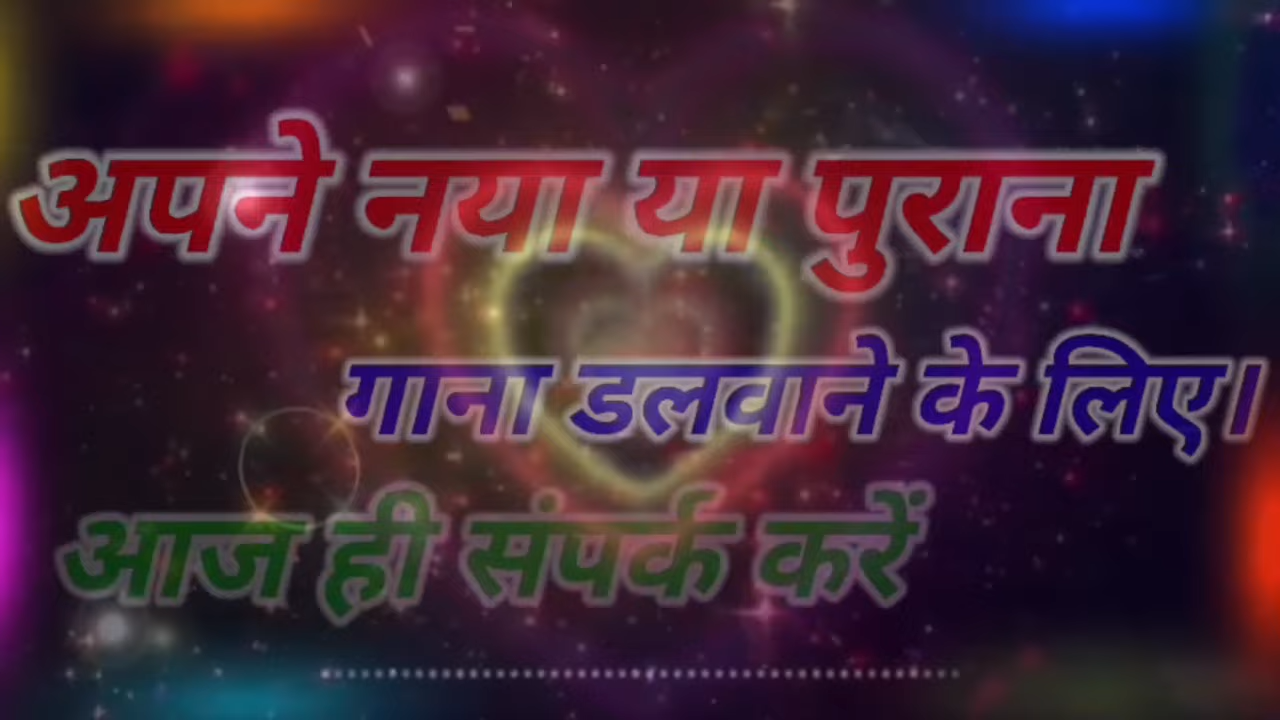 अपने नया या पुराना
गाना डलवाने के लिए।
आज ही संपर्क करें